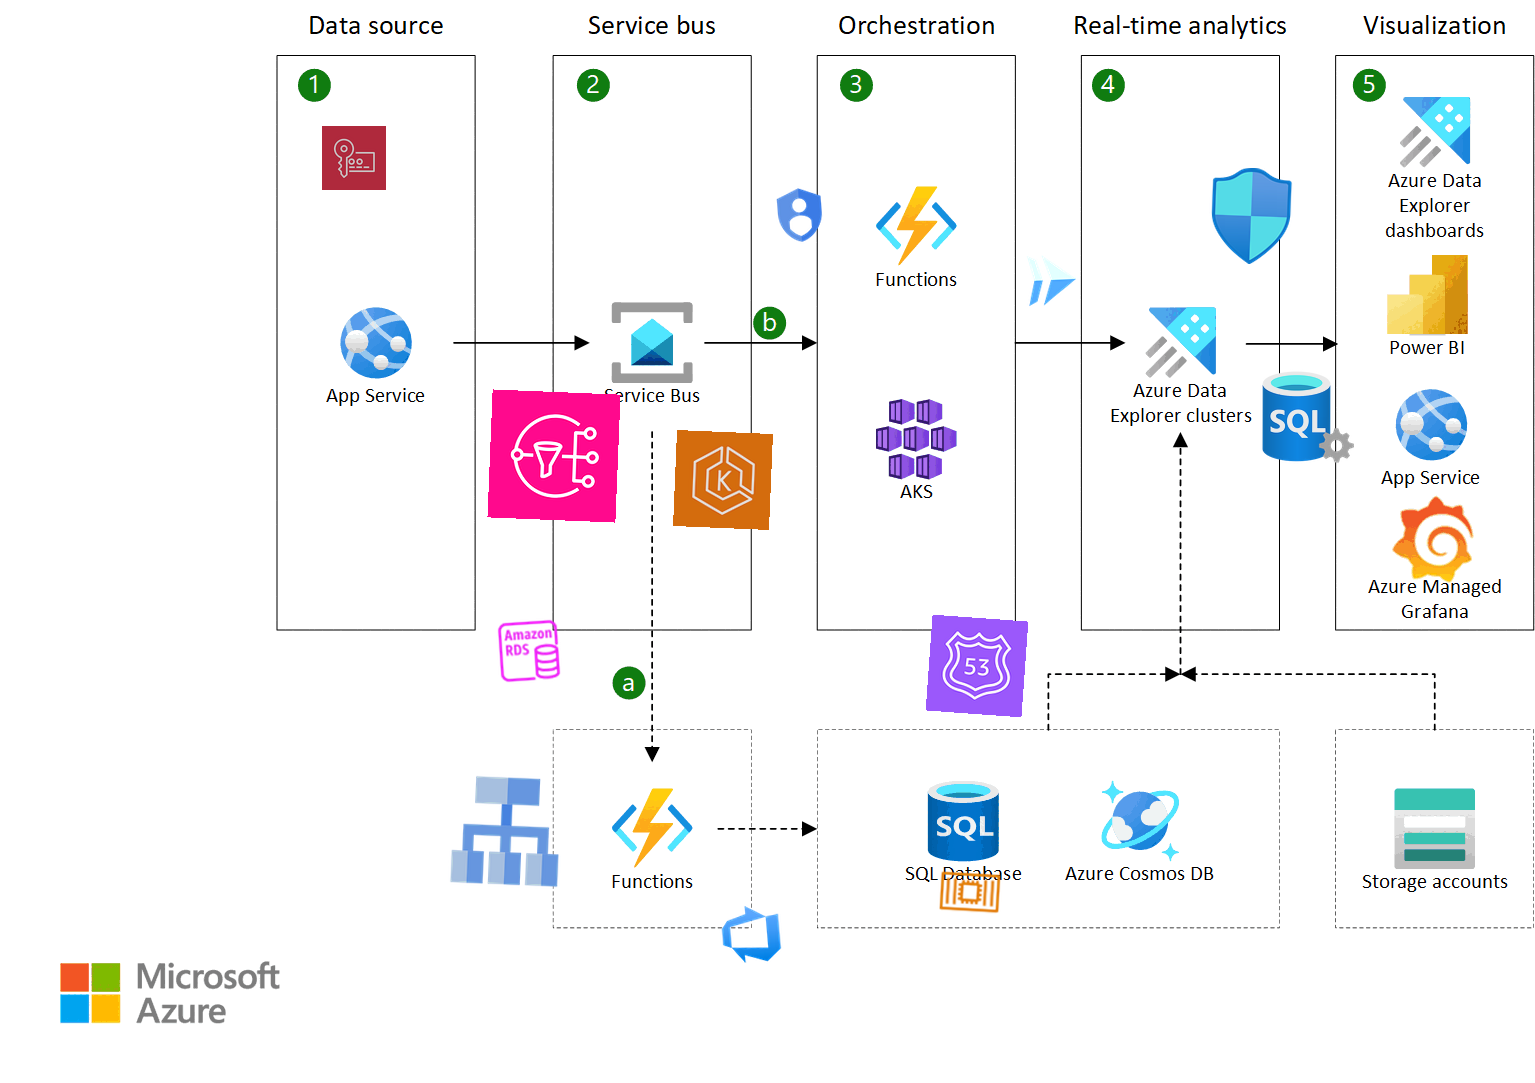 Data source
Service bus
Orchestration
Real-time analytics
Visualization
1
2
3
4
5
Azure Data
Explorer
dashboards
Functions
b
Power BI
App Service
Service Bus
Azure Data
Explorer clusters
SQL
K
App Service
AKS
Azure Managed
Grafana
Amazon
RDS
53
a
SQL
SQL Database
Azure Cosmos DB
Functions
Storage accounts
Microsoft
Azure